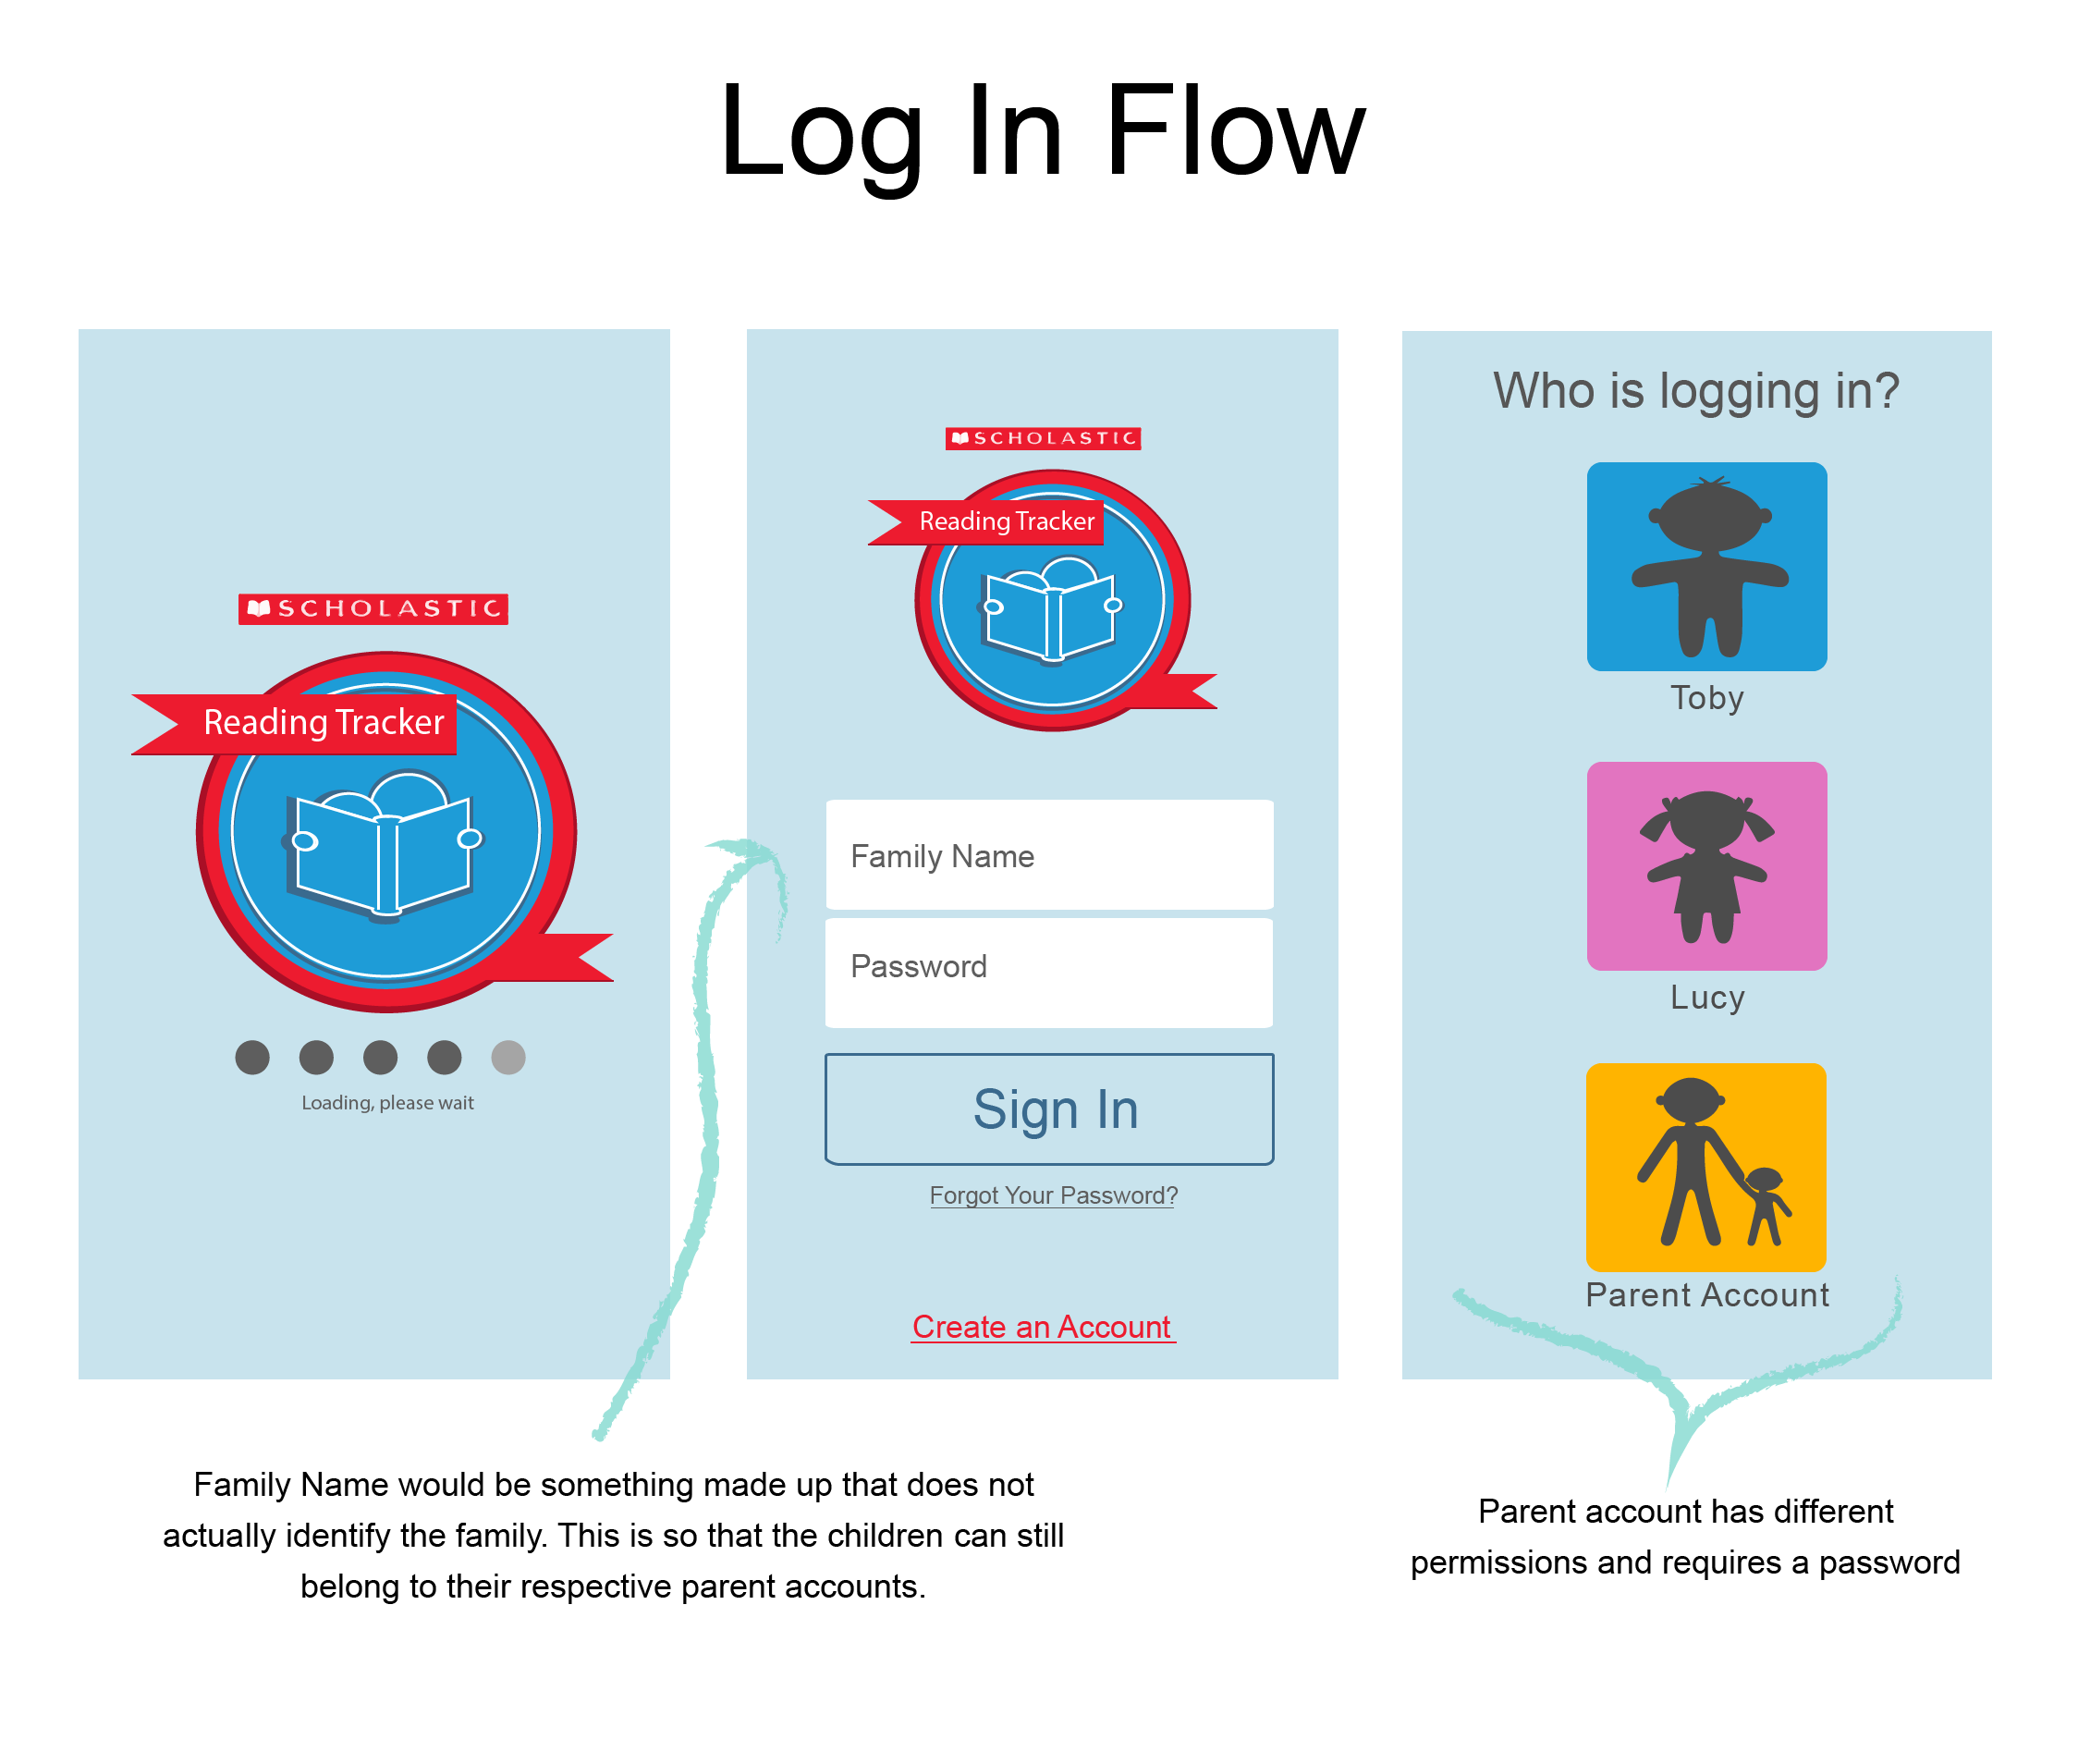 Log In Flow
SCHOLASTIC
Reading Tracker
Loading, please wait
SCHOLASTIC
Reading Tracker
Family Name
Password
Sign In
Forgot Your Password?
Create an Account
Who is logging in?
Toby
Lucy
Parent Account
Family Name would be something made up that does not
actually identify the family. This is so that the children can still
belong to their respective parent accounts.
Parent account has different
permissions and requires a password